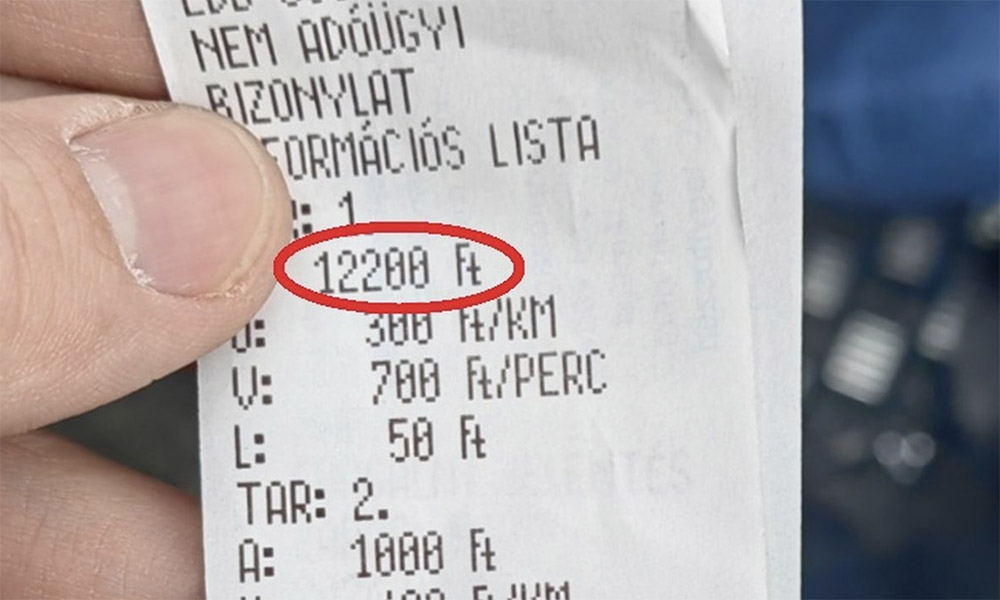 NEM ADÓÜGYI
BIZONYLAT
FORMÁCIÓS LISTA
: 1
12200 Ft
U: 300 Ft/KM
V: 700 Ft/PERC
L: 50 Ft
TAR: 2.
A: 1000 Ft